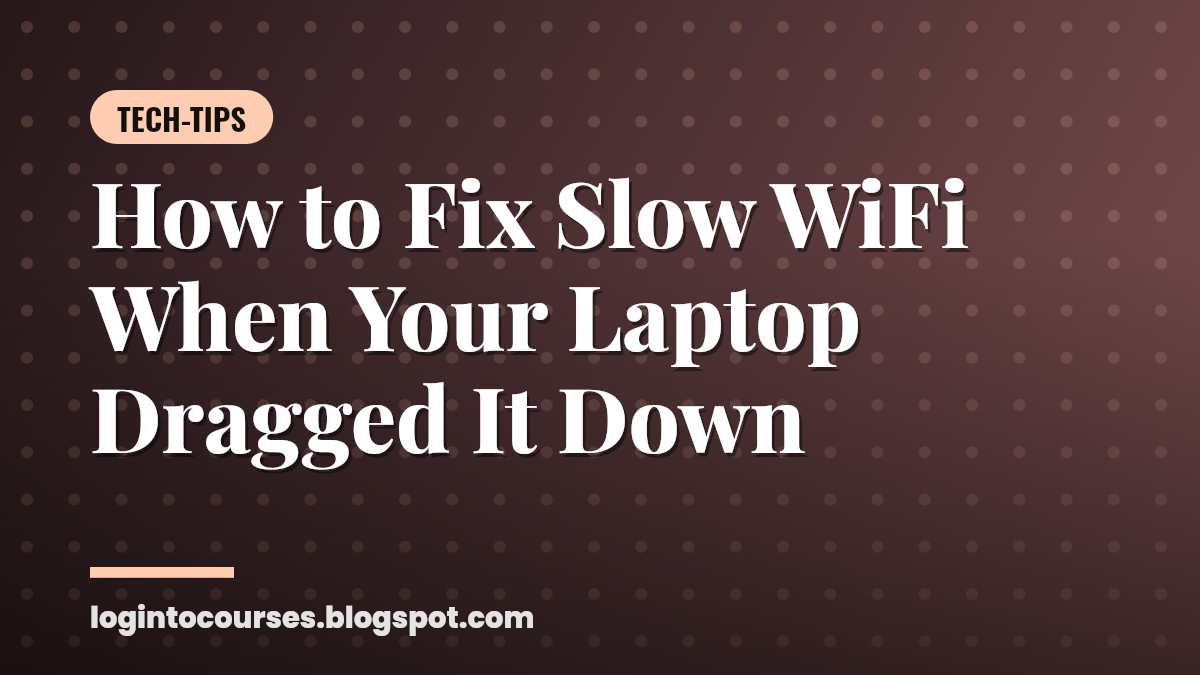 TECH-TIPS
How to Fix Slow WiFi
When Your Laptop
Dragged It Down
logintocourses.blogspot.com